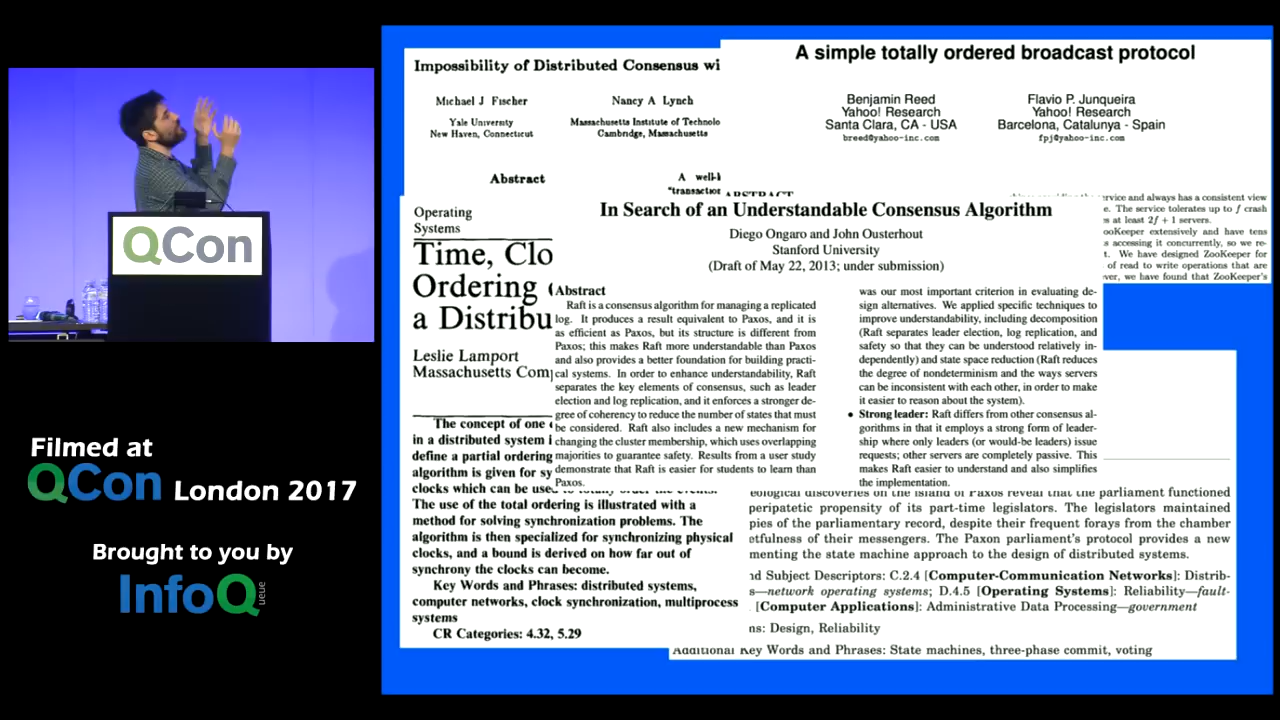 QCon
Filmed at
QCon London 2017
Brought to you by
InfoQ
ueue
Impossibility of Distributed Consensus wi
Michael J Fischer
Yale University
New Haven, Connecticut
Nancy A Lynch
Massachusetts Institute of Technolo
Cambridge, Massachusetts
Abstract
A well-k
"transactio
A simple totally ordered broadcast protocol
Benjamin Reed
Yahoo! Research
Santa Clara, CA - USA
breed@yahoo-inc.com
Flavio P. Junqueira
Yahoo! Research
Barcelona, Catalunya - Spain
fpj@yahoo-inc.com
ABSTRACT
rvice and always has a consistent view
e. The service tolerates up to f crash
s at least 2f + 1 servers.
ooKeeper extensively and have tens
s accessing it concurrently, so we re-
t. We have designed ZooKeeper for
of read to write operations that are
ver, we have found that ZooKeeper's
Operating
Systems
Time, Clo
Ordering
a Distribu
Leslie Lamport
Massachusetts Com
The concept of one
in a distributed system i
define a partial ordering
algorithm is given for sy
clocks which can be used to totally order the events.
The use of the total ordering is illustrated with a
method for solving synchronization problems. The
algorithm is then specialized for synchronizing physical
clocks, and a bound is derived on how far out of
synchrony the clocks can become.
Key Words and Phrases: distributed systems,
computer networks, clock synchronization, multiprocess
systems
CR Categories: 4.32, 5.29
In Search of an Understandable Consensus Algorithm
Diego Ongaro and John Ousterhout
Stanford University
(Draft of May 22, 2013; under submission)
Abstract
Raft is a consensus algorithm for managing a replicated
log. It produces a result equivalent to Paxos, and it is
as efficient as Paxos, but its structure is different from
Paxos; this makes Raft more understandable than Paxos
and also provides a better foundation for building practi-
cal systems. In order to enhance understandability, Raft
separates the key elements of consensus, such as leader
election and log replication, and it enforces a stronger de-
gree of coherency to reduce the number of states that must
be considered. Raft also includes a new mechanism for
changing the cluster membership, which uses overlapping
majorities to guarantee safety. Results from a user study
demonstrate that Raft is easier for students to learn than
Paxos.
was our most important criterion in evaluating de-
sign alternatives. We applied specific techniques to
improve understandability, including decomposition
(Raft separates leader election, log replication, and
safety so that they can be understood relatively in-
dependently) and state space reduction (Raft reduces
the degree of nondeterminism and the ways servers
can be inconsistent with each other, in order to make
it easier to reason about the system).
• Strong leader: Raft differs from other consensus al-
gorithms in that it employs a strong form of leader-
ship where only leaders (or would-be leaders) issue
requests; other servers are completely passive. This
makes Raft easier to understand and also simplifies
the implementation.
eological discoveries on the island of Paxos reveal that the parliament functioned
peripatetic propensity of its part-time legislators. The legislators maintained
pies of the parliamentary record, despite their frequent forays from the chamber
etfulness of their messengers. The Paxon parliament's protocol provides a new
menting the state machine approach to the design of distributed systems.
nd Subject Descriptors: C.2.4 [Computer-Communication Networks]: Distrib-
s—network operating systems; D.4.5 [Operating Systems]: Reliability—fault-
[Computer Applications]: Administrative Data Processing—government
ns: Design, Reliability
Additional Key Words and Phrases: State machines, three-phase commit, voting